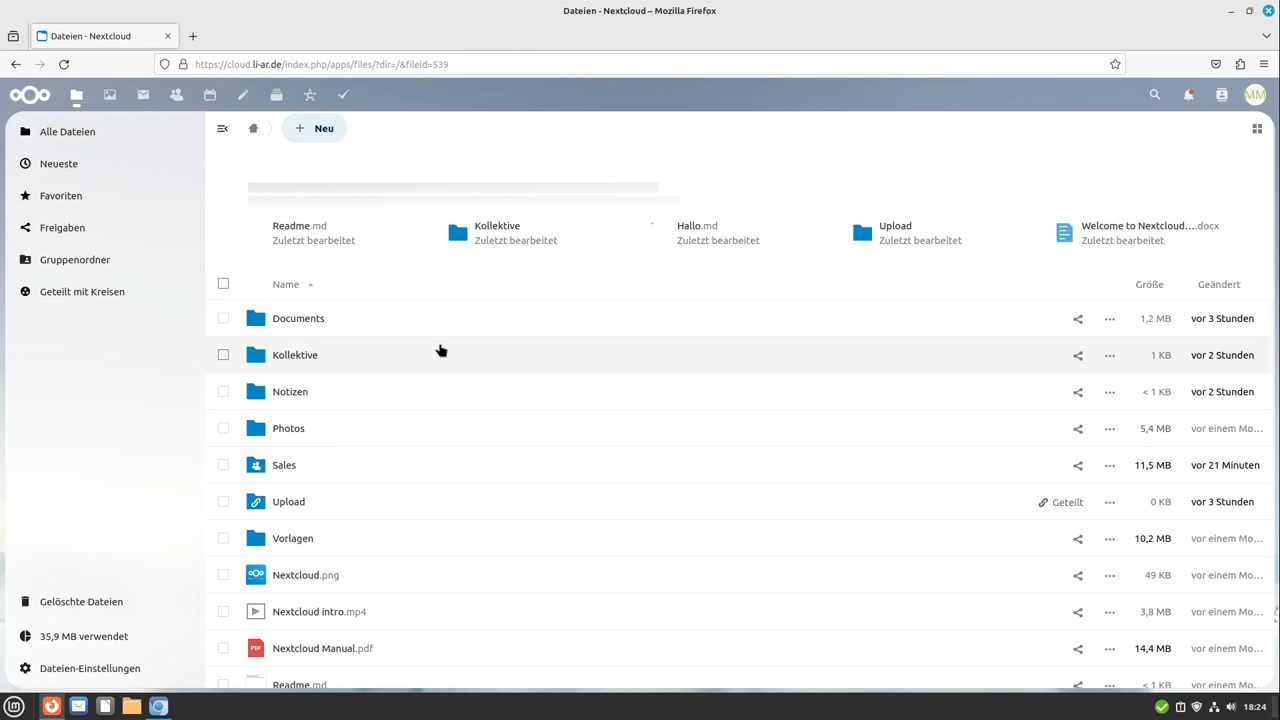 Dateien - Nextcloud – Mozilla Firefox
Dateien - Nextcloud
https://cloud.li-ar.de/index.php/apps/files/?dir=/&fileid=539
MM
Alle Dateien
Neueste
Favoriten
Freigaben
Gruppenordner
Geteilt mit Kreisen
Gelöschte Dateien
35,9 MB verwendet
Dateien-Einstellungen
+ Neu
Readme.md
Zuletzt bearbeitet
Kollektive
Zuletzt bearbeitet
Hallo.md
Zuletzt bearbeitet
Upload
Zuletzt bearbeitet
Welcome to Nextcloud....docx
Zuletzt bearbeitet
Name Größe Geändert
Documents 1,2 MB vor 3 Stunden
Kollektive 1 KB vor 2 Stunden
Notizen < 1 KB vor 2 Stunden
Photos 5,4 MB vor einem Mo...
Sales 11,5 MB vor 21 Minuten
Upload Geteilt 0 KB vor 3 Stunden
Vorlagen 10,2 MB vor einem Mo...
Nextcloud.png 49 KB vor einem Mo...
Nextcloud intro.mp4 3,8 MB vor einem Mo...
PDF Nextcloud Manual.pdf 14,4 MB vor einem Mo...
Readme.md < 1 KB vor einem Mo...
18:24